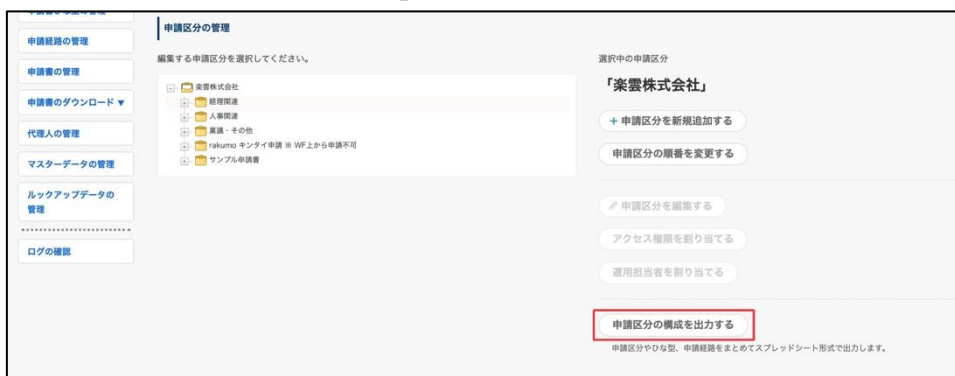 申請区分の管理
申請経路の管理
編集する申請区分を選択してください。
選択中の申請区分
申請書の管理
楽雲株式会社
「楽雲株式会社」
経理関連
申請書のダウンロード ▼
人事関連
+ 申請区分を新規追加する
稟議・その他
代理人の管理
rakumo キンタイ申請 ※ WF上から申請不可
申請区分の順番を変更する
サンプル申請書
マスターデータの管理
ルックアップデータの
管理
申請区分を編集する
アクセス権限を割り当てる
ログの確認
運用担当者を割り当てる
申請区分の構成を出力する
申請区分やひな型、申請経路をまとめてスプレッドシート形式で出力します。